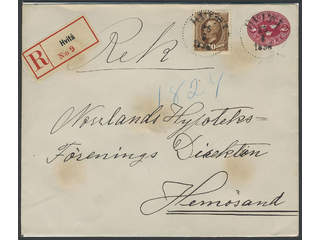 R
Hvitå
No 9
Rek
1824
Norrlands Hypoteks-
Förenings Direktion
Hernösand